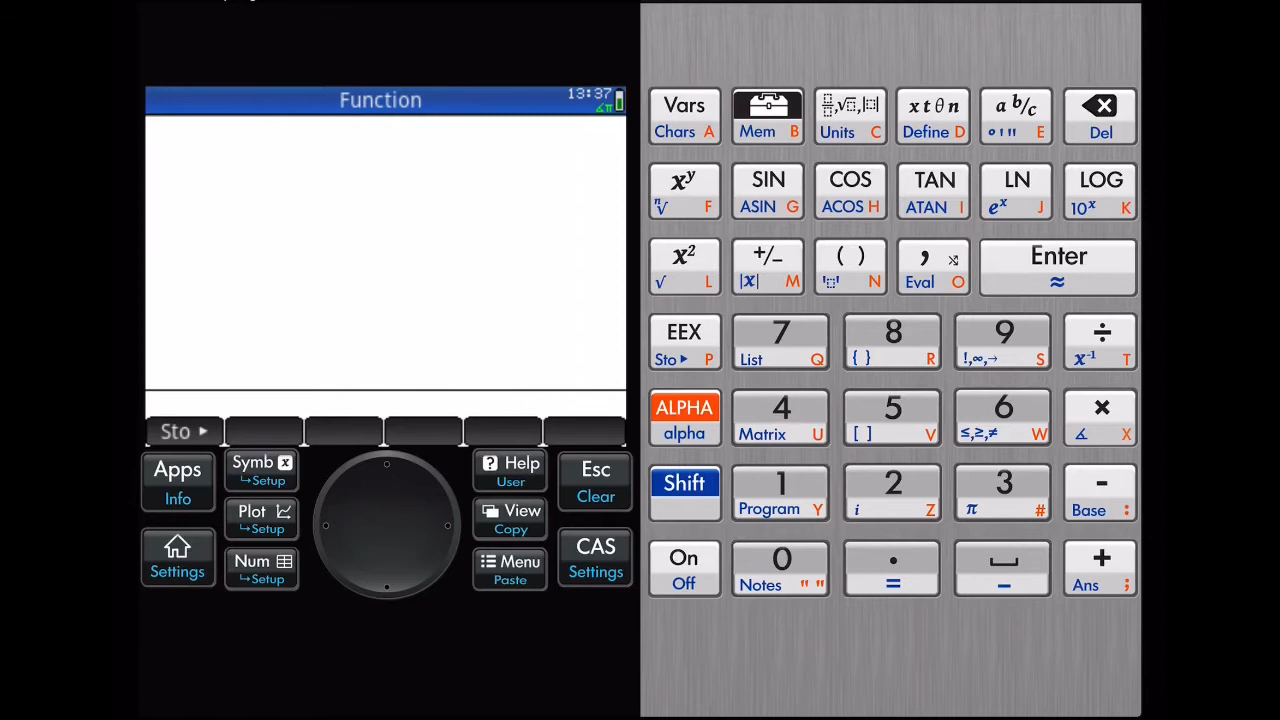 Function
13:37
∡π
Sto ▸
Apps
Info
Symb x
↳Setup
Plot
↳Setup
Num
↳Setup
Settings
? Help
User
View
Copy
Menu
Paste
Esc
Clear
CAS
Settings
Vars
Chars A
Mem B
Units C
x t θ n
Define D
a b/c
° ' " E
Del
xʸ
ⁿ√ F
SIN
ASIN G
COS
ACOS H
TAN
ATAN I
LN
eˣ J
LOG
10ˣ K
x²
√ L
+/−
|x| M
( )
N
,
Eval O
Enter
≈
EEX
Sto ▸ P
7
List Q
8
{ } R
9
!,∞,→ S
÷
x⁻¹ T
ALPHA
alpha
4
Matrix U
5
[ ] V
6
≤,≥,≠ W
×
∡ X
Shift
1
Program Y
2
i Z
3
π #
-
Base :
On
Off
0
Notes " "
.
=
_
+
Ans ;